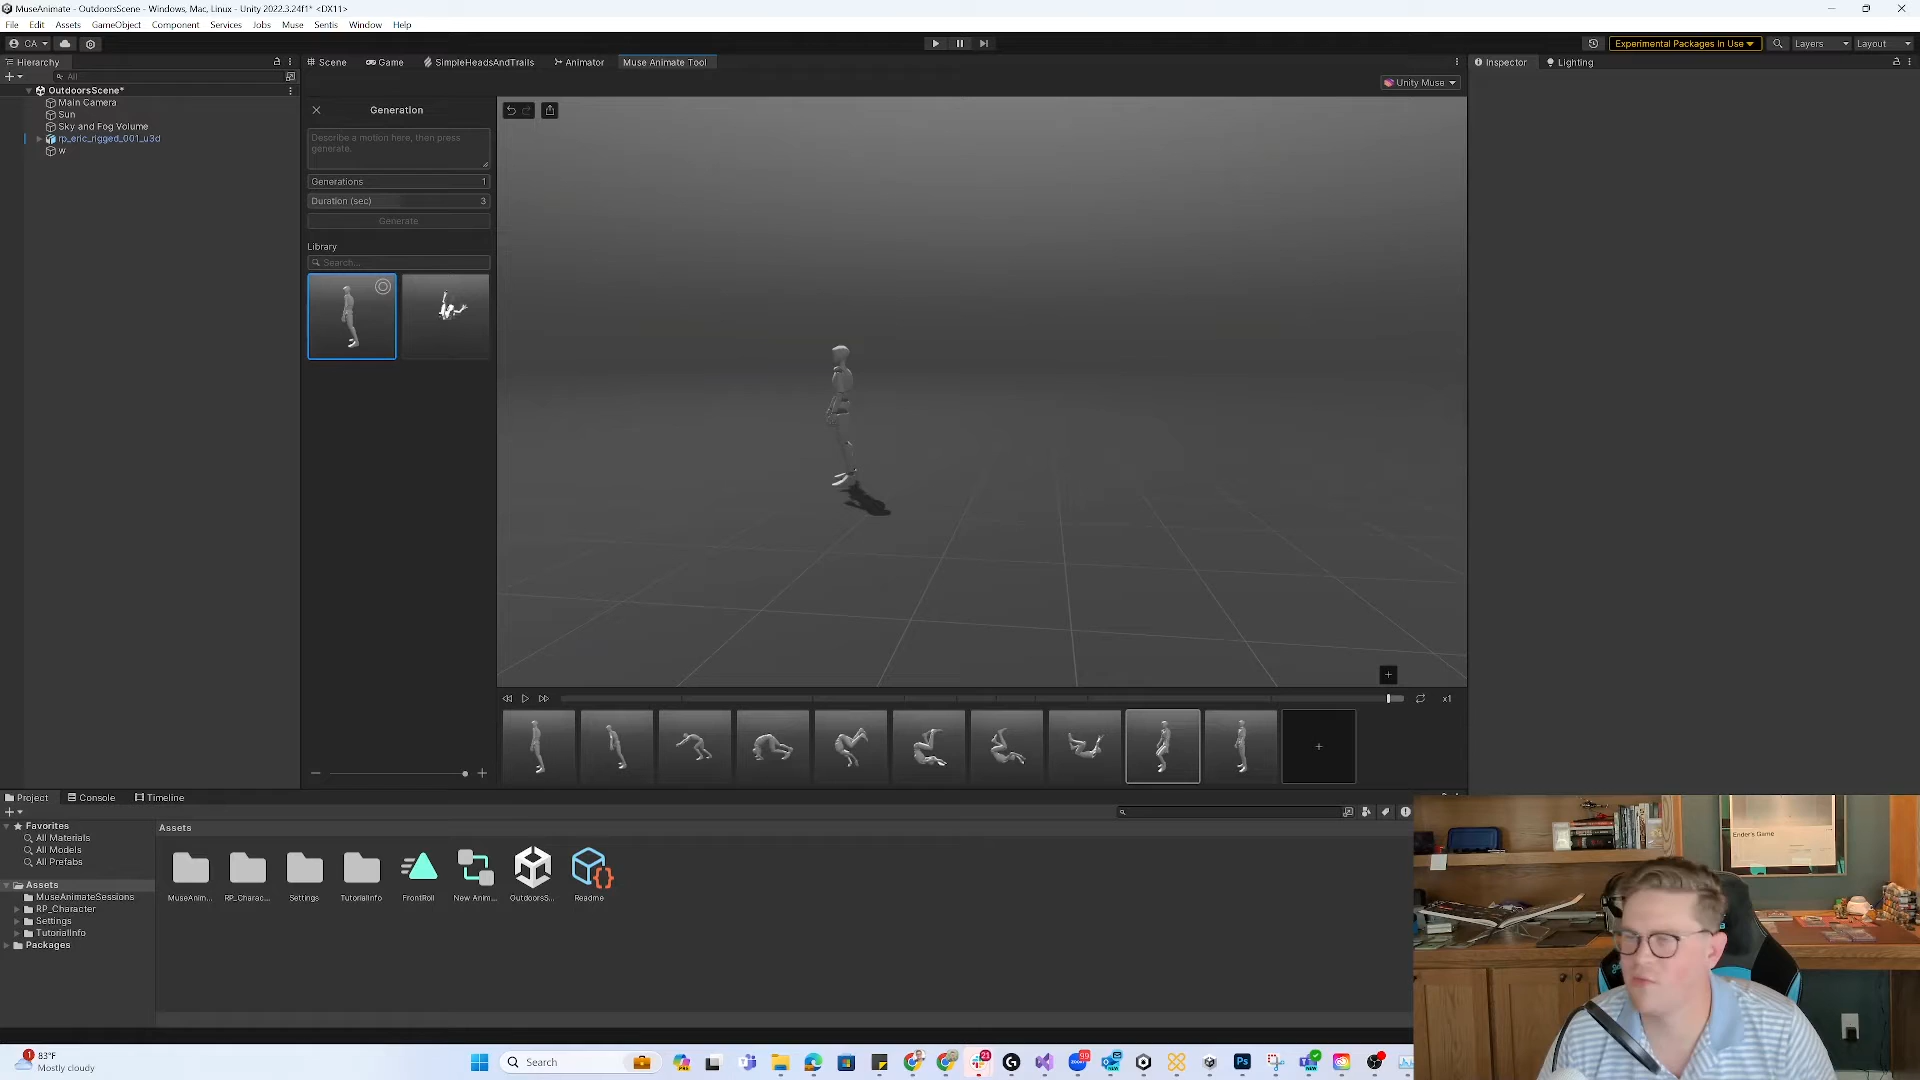 MuseAnimate - OutdoorsScene - Windows, Mac, Linux - Unity 2022.3.24f1* <DX11>
File Edit Assets GameObject Component Services Jobs Muse Sentis Window Help
CA
Experimental Packages In Use
Layers
Layout
Hierarchy
Scene
Game
SimpleHeadsAndTrails
Animator
Muse Animate Tool
Inspector
Lighting
All
Unity Muse
OutdoorsScene*
Main Camera
Sun
Sky and Fog Volume
rp_eric_rigged_001_u3d
w
Generation
Describe a motion here, then press
generate.
Generations 1
Duration (sec) 3
Generate
Library
Search...
x1
Project
Console
Timeline
Favorites
All Materials
All Models
All Prefabs
Assets
MuseAnimateSessions
RP_Character
Settings
TutorialInfo
Packages
Assets
MuseAnim...
RP_Charac...
Settings
TutorialInfo
FrontRoll
New Anim...
OutdoorsS...
Readme
Ender's Game
1
83°F
Mostly cloudy
Search
21
99